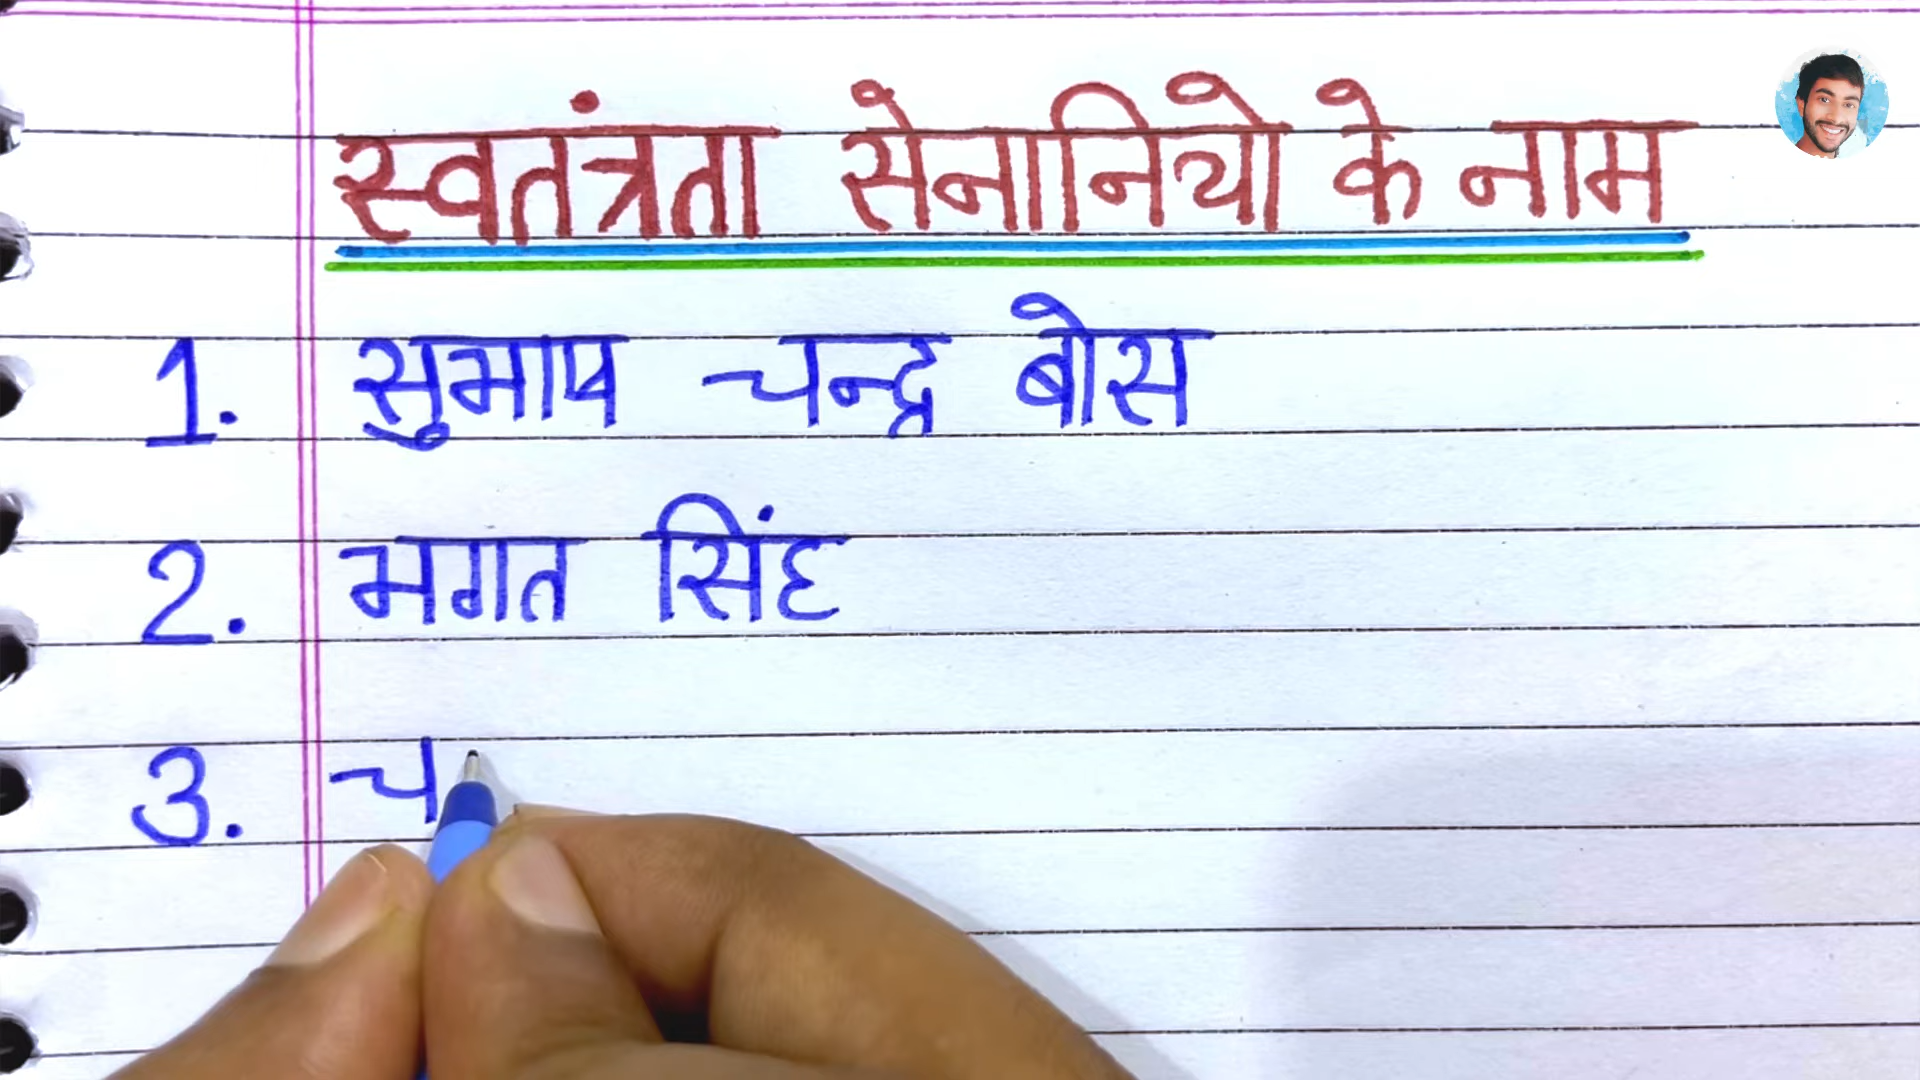 स्वतंत्रता सेनानियो के नाम
1. सुभाष चन्द्र बोस
2. भगत सिंह
3. च